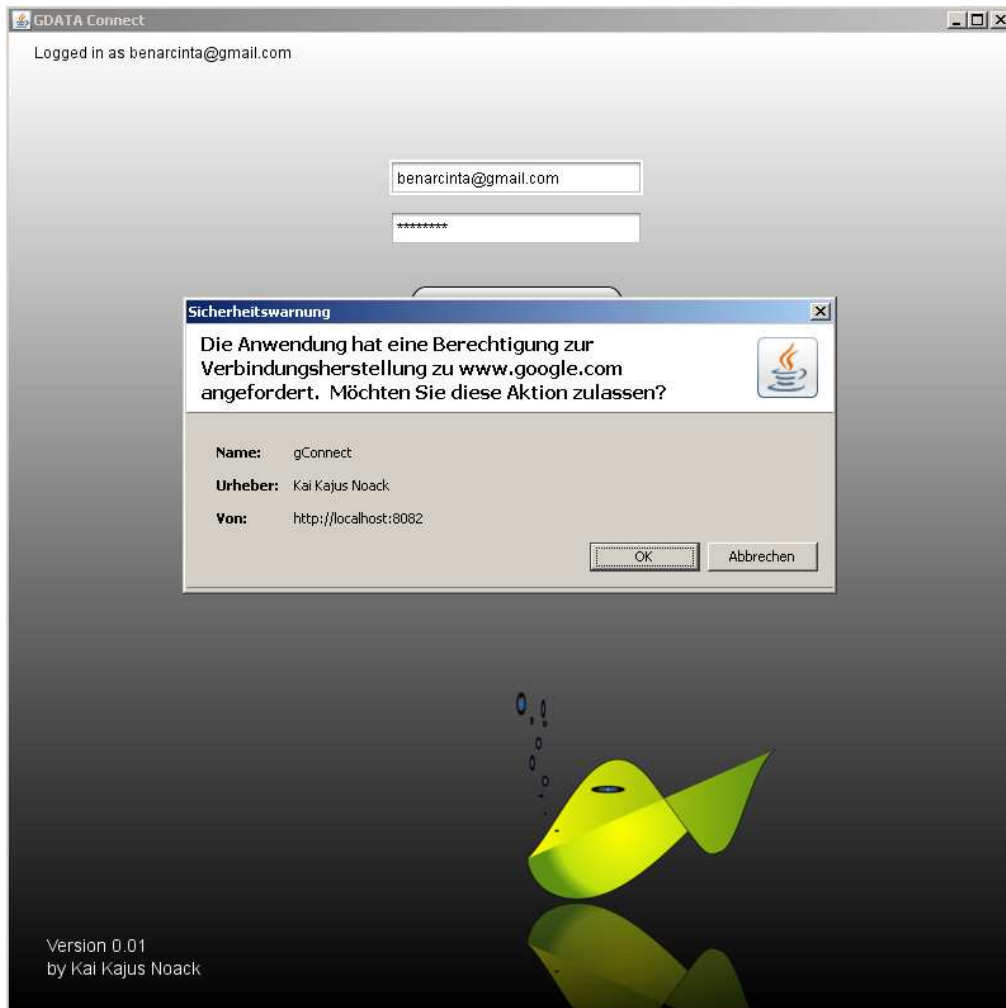 GDATA Connect
Logged in as benarcinta@gmail.com
benarcinta@gmail.com
********
Sicherheitswarnung
Die Anwendung hat eine Berechtigung zur
Verbindungsherstellung zu www.google.com
angefordert.  Möchten Sie diese Aktion zulassen?
Name: gConnect
Urheber: Kai Kajus Noack
Von: http://localhost:8082
OK Abbrechen
Version 0.01
by Kai Kajus Noack